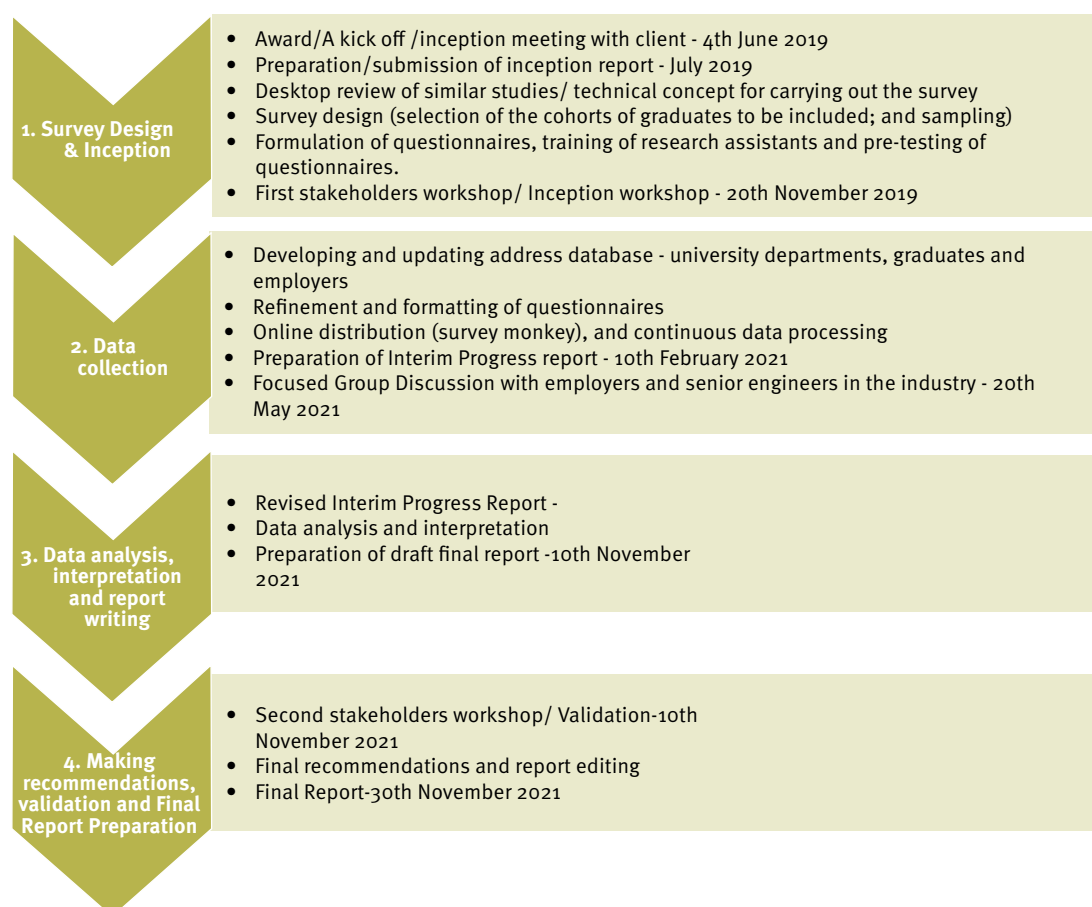 1. Survey Design
& Inception
• Award/A kick off /inception meeting with client - 4th June 2019
• Preparation/submission of inception report - July 2019
• Desktop review of similar studies/ technical concept for carrying out the survey
• Survey design (selection of the cohorts of graduates to be included; and sampling)
• Formulation of questionnaires, training of research assistants and pre-testing of
questionnaires.
• First stakeholders workshop/ Inception workshop - 20th November 2019
2. Data
collection
• Developing and updating address database - university departments, graduates and
employers
• Refinement and formatting of questionnaires
• Online distribution (survey monkey), and continuous data processing
• Preparation of Interim Progress report - 10th February 2021
• Focused Group Discussion with employers and senior engineers in the industry - 20th
May 2021
3. Data analysis,
interpretation
and report
writing
• Revised Interim Progress Report -
• Data analysis and interpretation
• Preparation of draft final report -10th November
2021
4. Making
recommendations,
validation and Final
Report Preparation
• Second stakeholders workshop/ Validation-10th
November 2021
• Final recommendations and report editing
• Final Report-30th November 2021